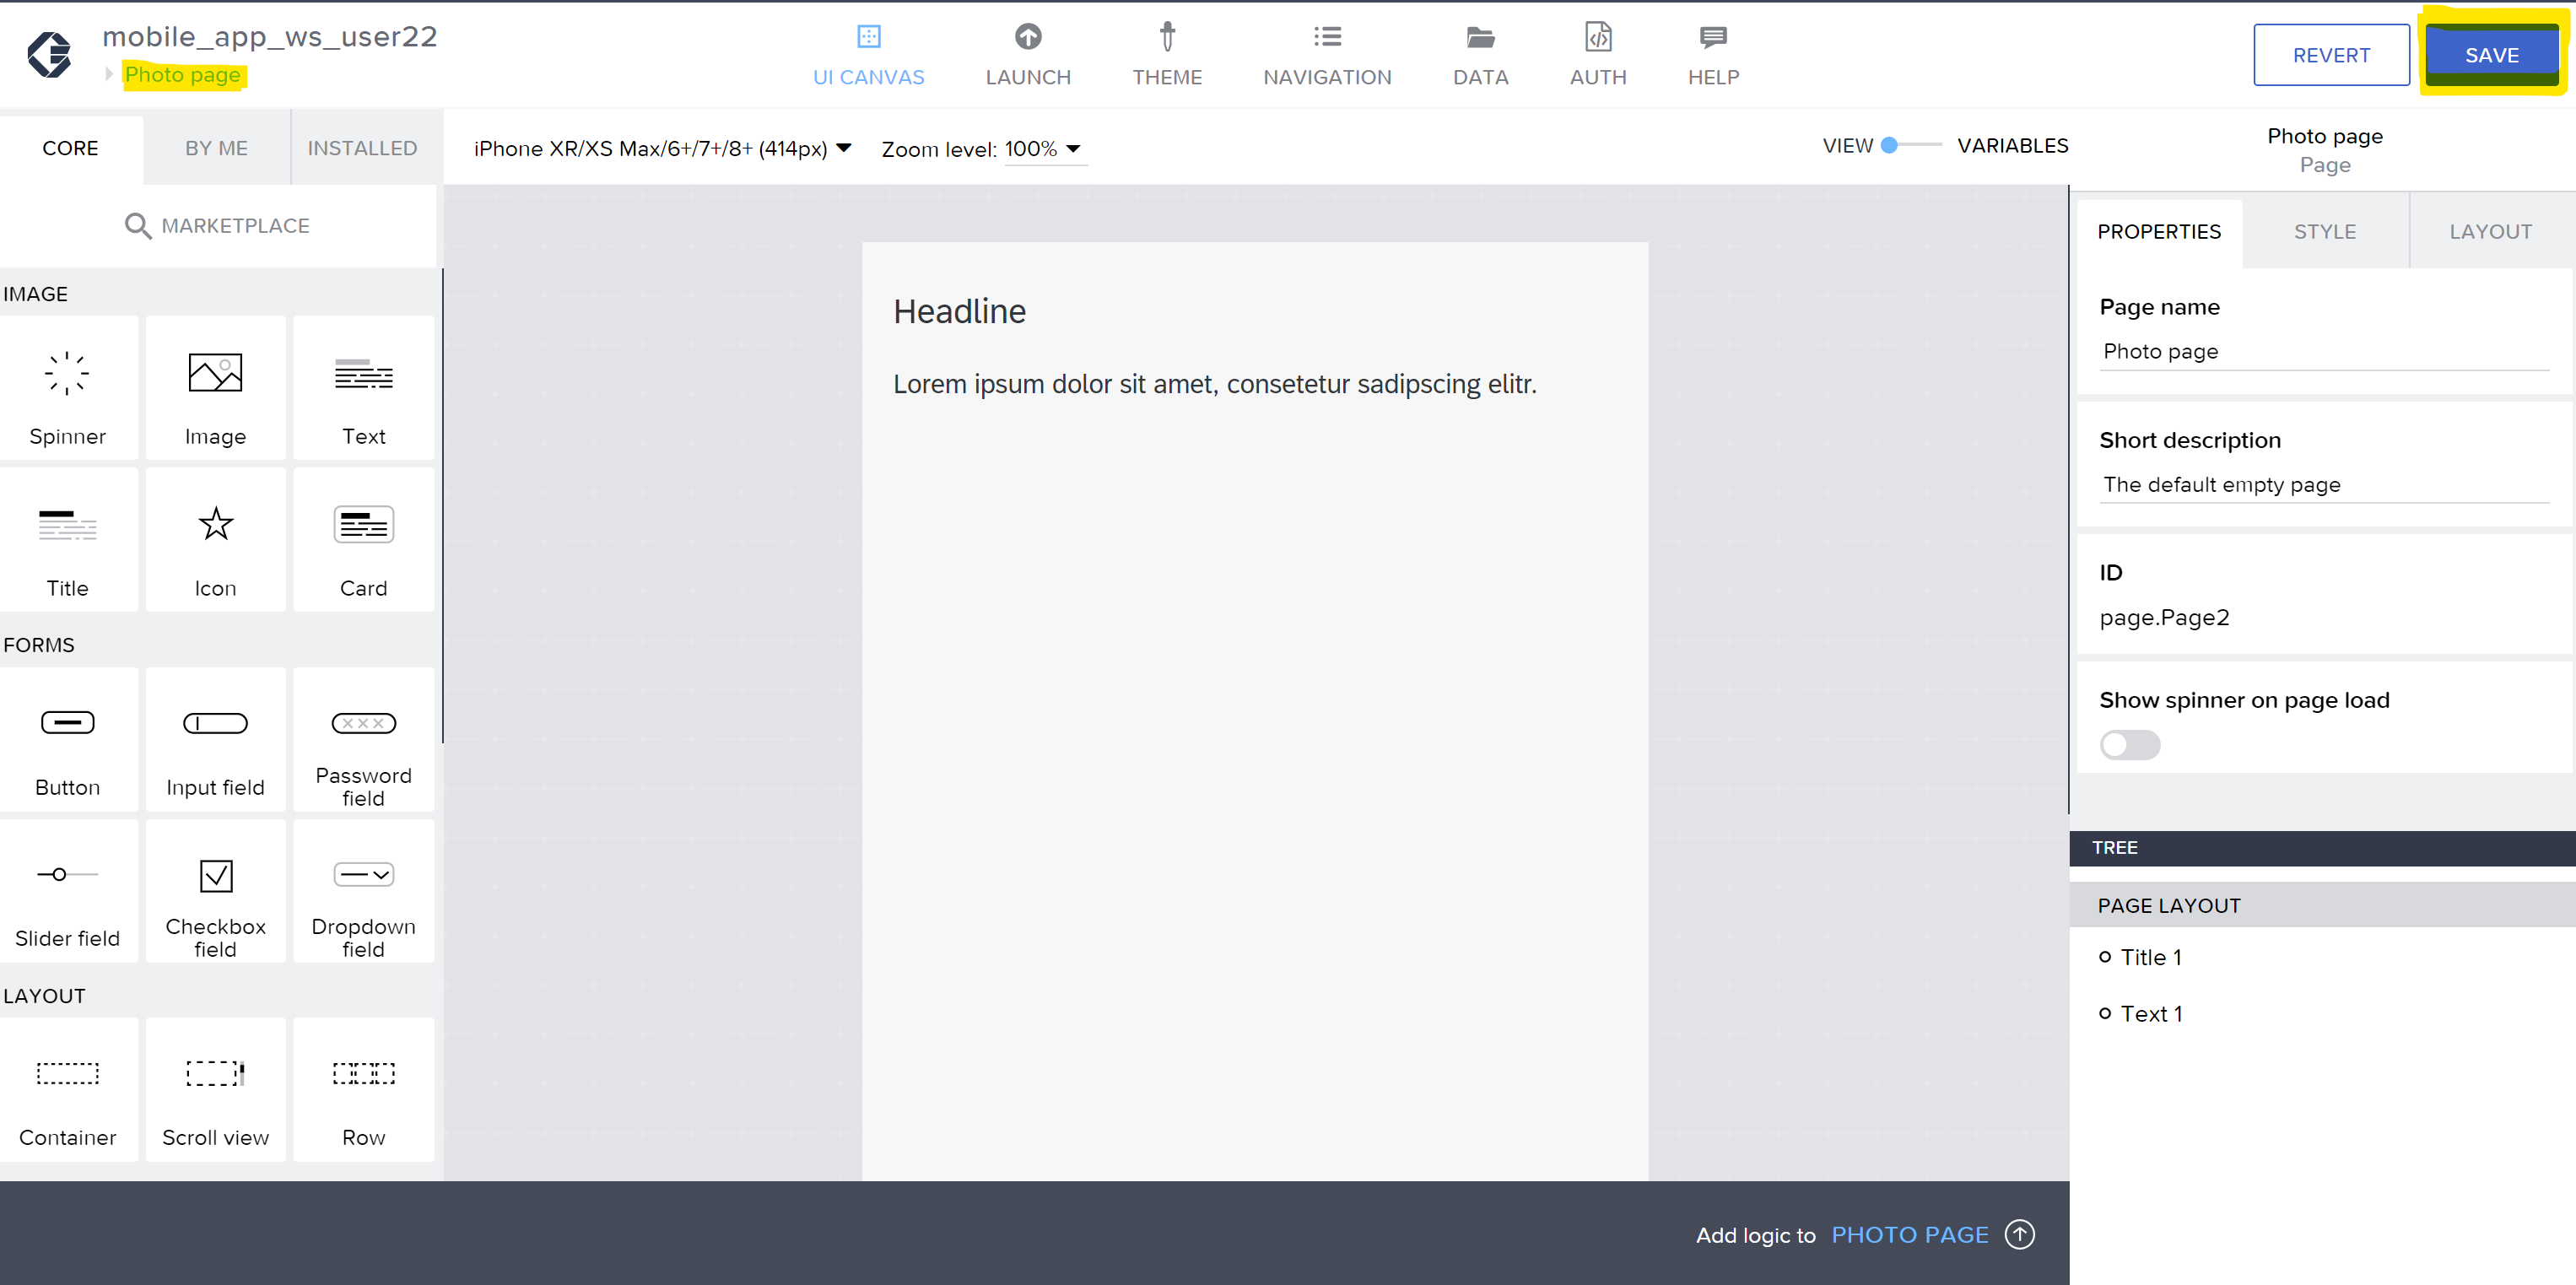 mobile_app_ws_user22
Photo page
UI CANVAS
LAUNCH
THEME
NAVIGATION
DATA
AUTH
HELP
REVERT
SAVE
CORE
BY ME
INSTALLED
iPhone XR/XS Max/6+/7+/8+ (414px)
Zoom level: 100%
VIEW
VARIABLES
Photo page
Page
MARKETPLACE
IMAGE
Spinner
Image
Text
Title
Icon
Card
FORMS
Button
Input field
Password
field
Slider field
Checkbox
field
Dropdown
field
LAYOUT
Container
Scroll view
Row
Headline
Lorem ipsum dolor sit amet, consetetur sadipscing elitr.
Add logic to PHOTO PAGE
PROPERTIES
STYLE
LAYOUT
Page name
Photo page
Short description
The default empty page
ID
page.Page2
Show spinner on page load
TREE
PAGE LAYOUT
Title 1
Text 1